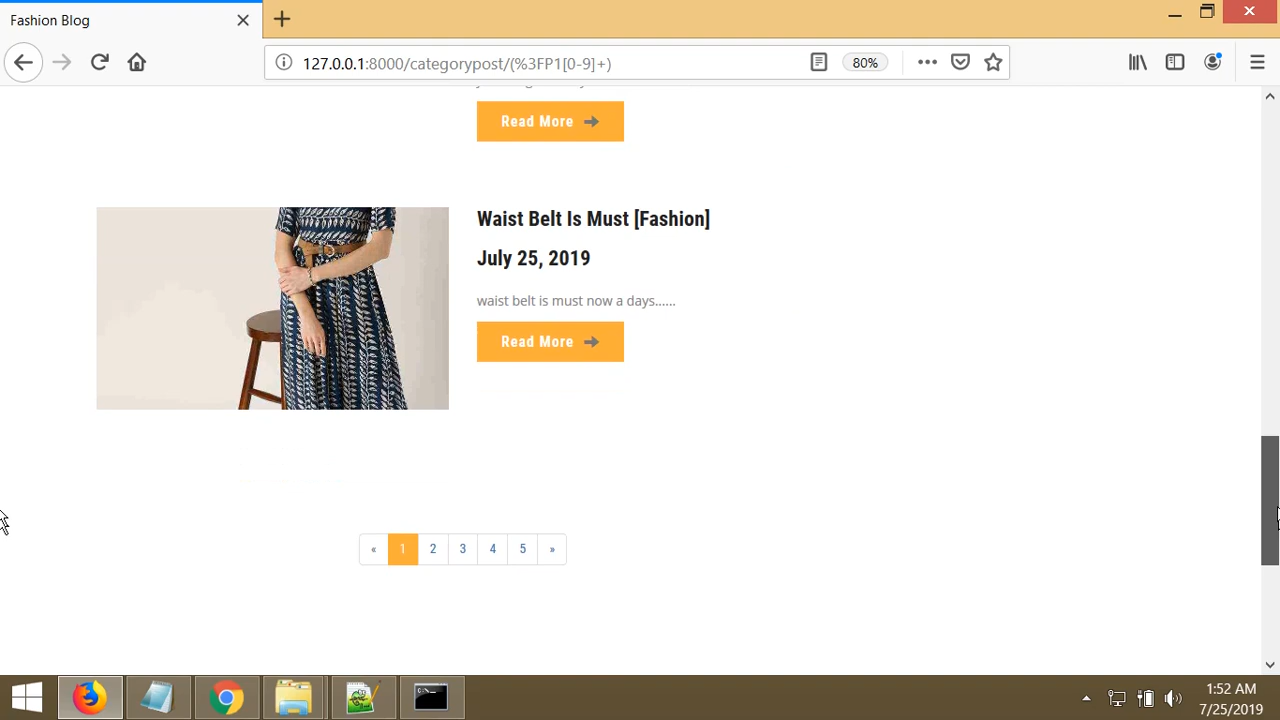 Fashion Blog
127.0.0.1:8000/categorypost/(%3FP1[0-9]+)
80%
Read More
Waist Belt Is Must [Fashion]
July 25, 2019
waist belt is must now a days......
Read More
« 1 2 3 4 5 »
1:52 AM
7/25/2019